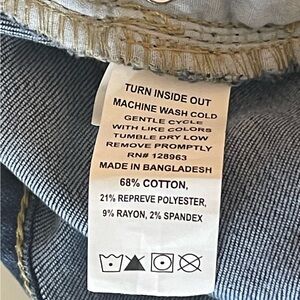 TURN INSIDE OUT
MACHINE WASH COLD
GENTLE CYCLE
WITH LIKE COLORS
TUMBLE DRY LOW
REMOVE PROMPTLY
RN# 128963
MADE IN BANGLADESH
68% COTTON,
21% REPREVE POLYESTER,
9% RAYON, 2% SPANDEX